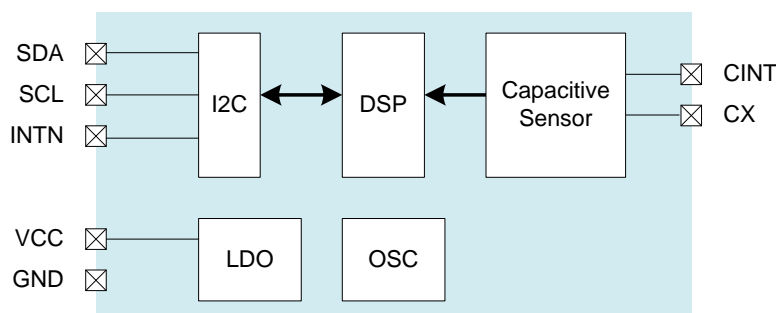 SDA
SCL
INTN
I2C
DSP
Capacitive
Sensor
CINT
CX
VCC
GND
LDO
OSC